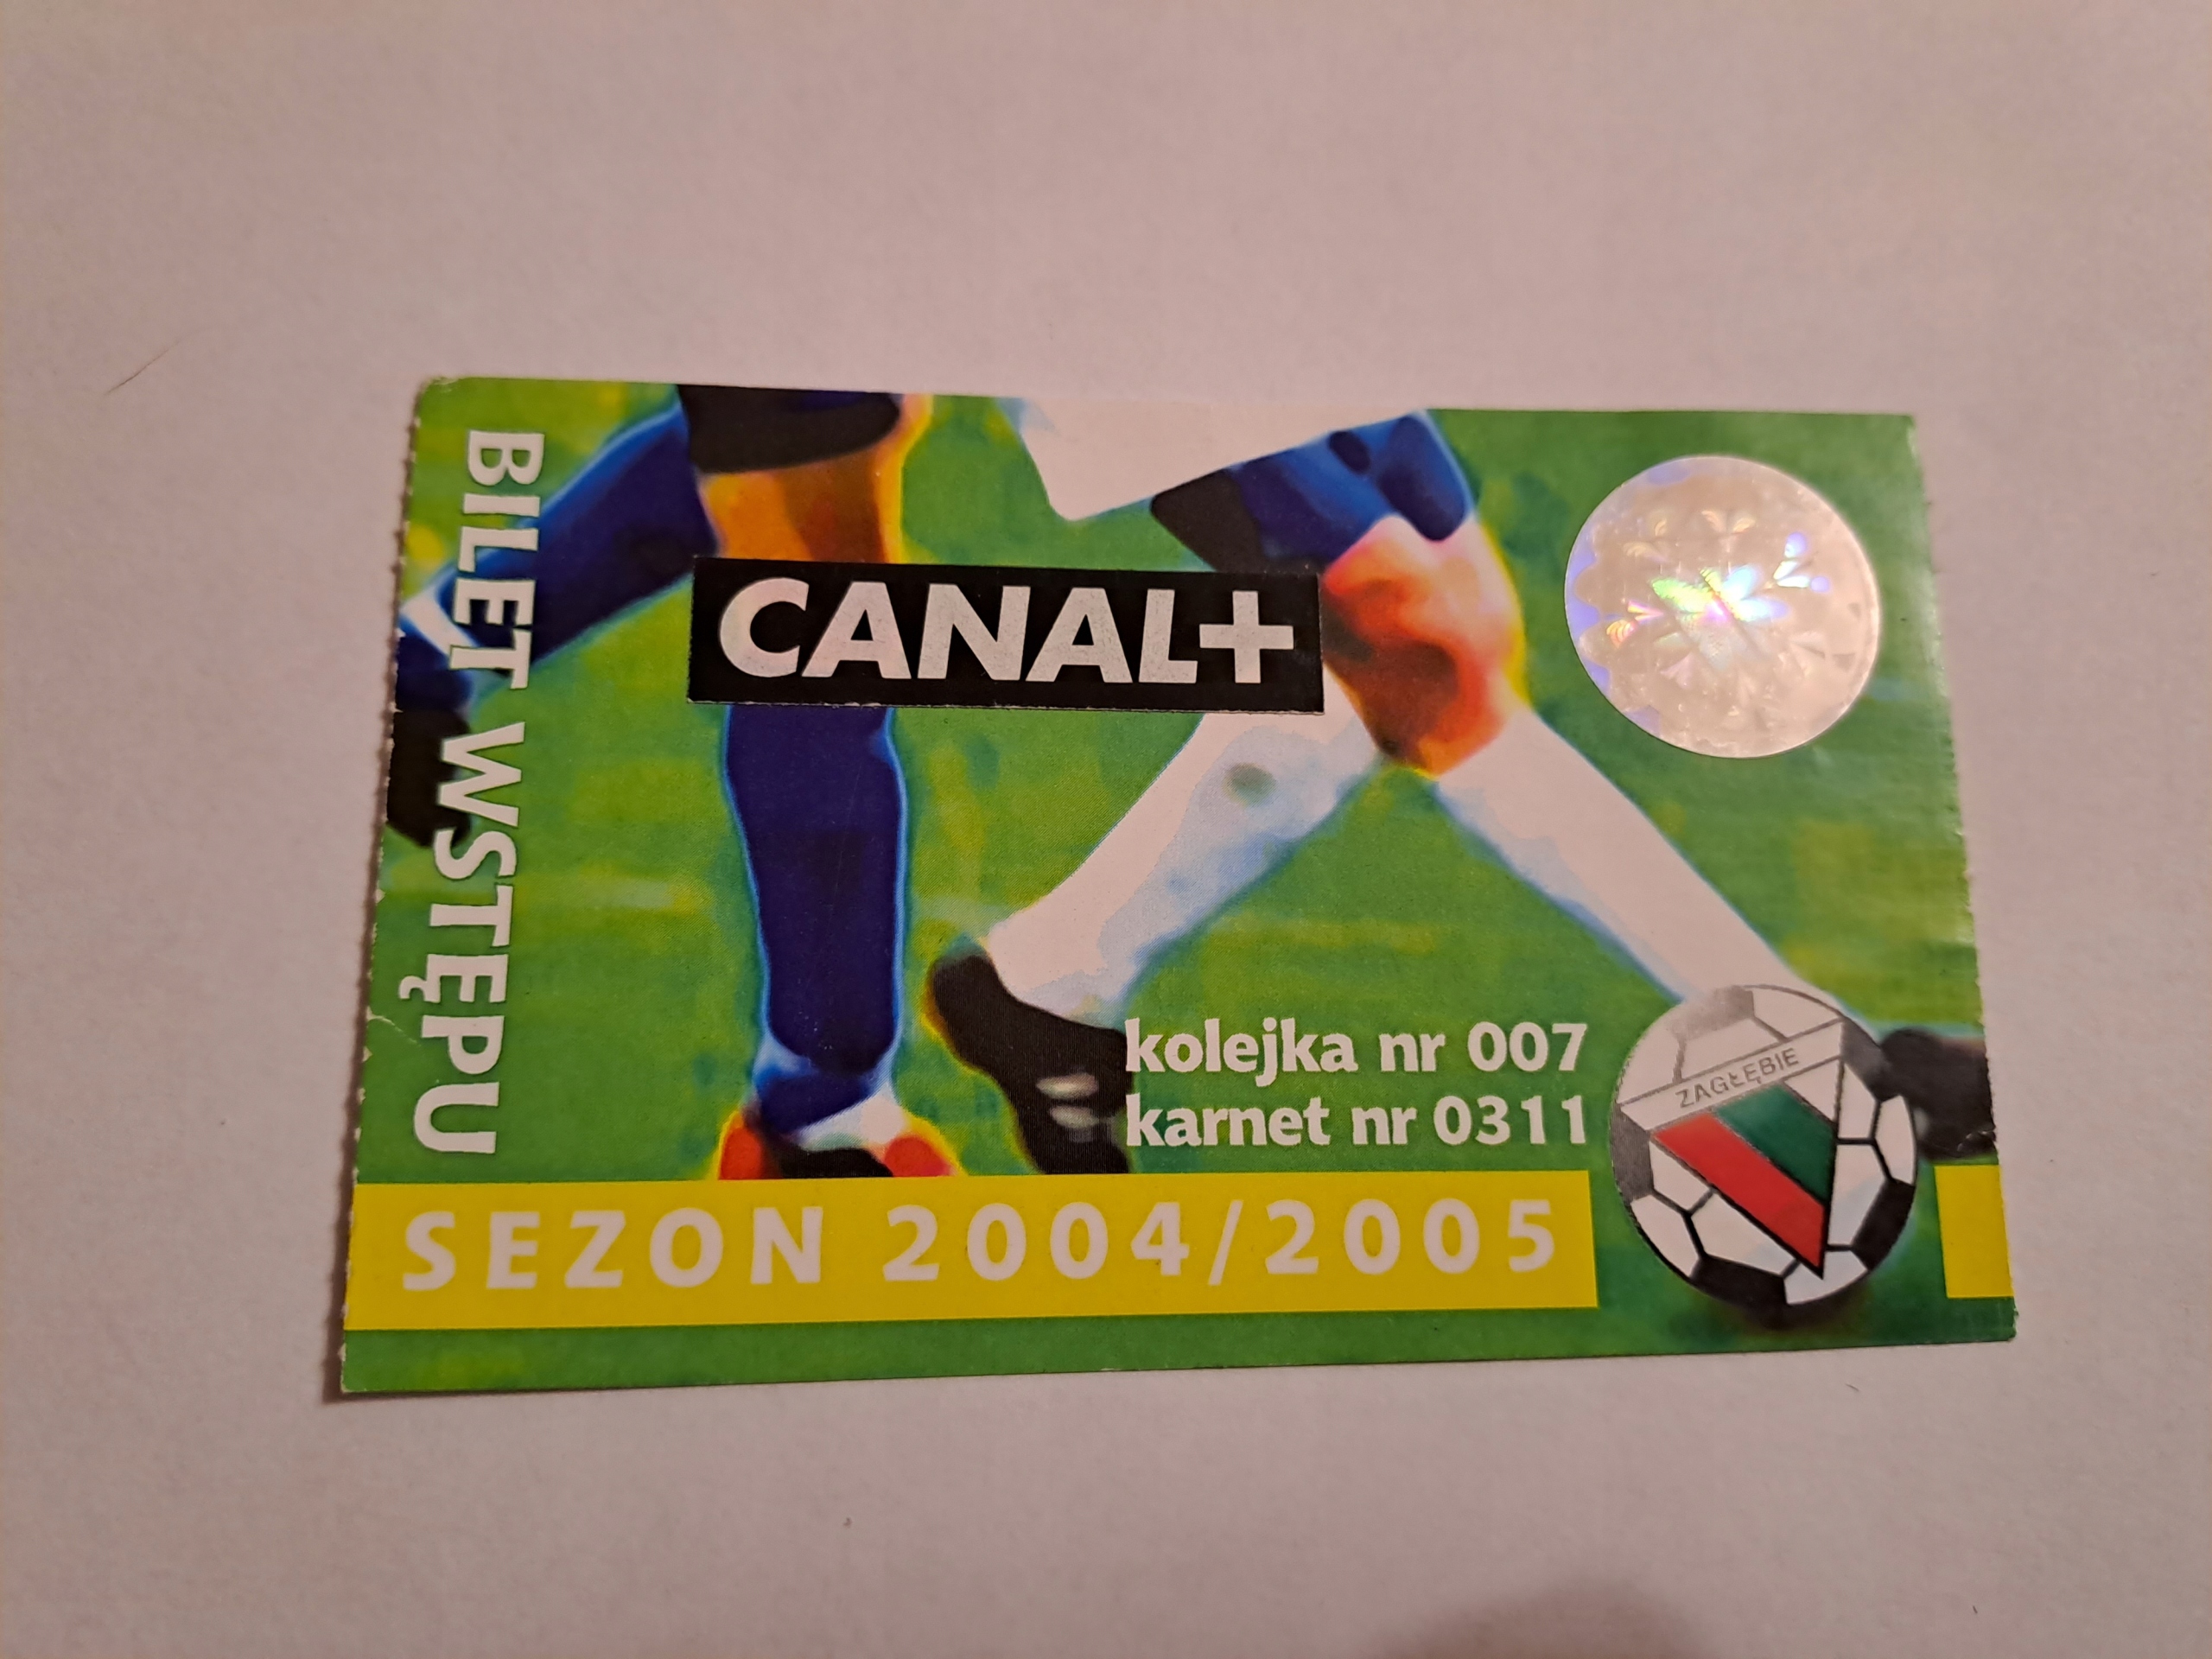 BILET WSTĘPU
CANAL+
kolejka nr 007
karnet nr 0311
ZAGŁĘBIE
SEZON 2004/2005